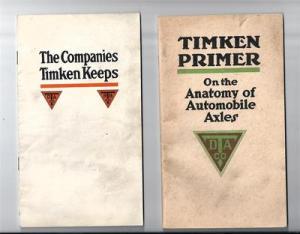 The Companies
Timken Keeps
TIMKEN
PRIMER
On the
Anatomy of
Automobile
Axles
T D A
CO